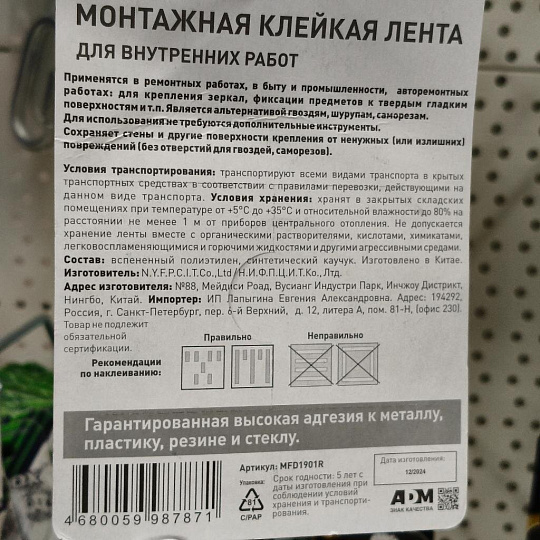 МОНТАЖНАЯ КЛЕЙКАЯ ЛЕНТА
ДЛЯ ВНУТРЕННИХ РАБОТ
Применятся в ремонтных работах, в быту и промышленности, авторемонтных
работах: для крепления зеркал, фиксации предметов к твердым гладким
поверхностям и т.п. Является альтернативой гвоздям, шурупам, саморезам.
Для использования не требуются дополнительные инструменты.
Сохраняет стены и другие поверхности крепления от ненужных (или излишних)
повреждений (без отверстий для гвоздей, саморезов).
Условия транспортирования: транспортируют всеми видами транспорта в крытых
транспортных средствах в соответствии с правилами перевозки, действующими на
данном виде транспорта. Условия хранения: хранят в закрытых складских
помещениях при температуре от +5°C до +35°C и относительной влажности до 80% на
расстоянии не менее 1 м от приборов центрального отопления. Не допускается
хранение ленты вместе с органическими растворителями, кислотами, химикатами,
легковоспламеняющимися и горючими жидкостями и другими агрессивными средами.
Состав: вспененный полиэтилен, синтетический каучук. Изготовлено в Китае.
Изготовитель: N.Y.F.P.C.I.T.Co.,Ltd /Н.И.Ф.П.Ц.И.Т.Ко., Лтд.
Адрес изготовителя: №88, Мейдиси Роад, Вусианг Индустри Парк, Инчжоу Дистрикт,
Нингбо, Китай. Импортер: ИП Лапыгина Евгения Александровна. Адрес: 194292,
Россия, г. Санкт-Петербург, пер. 6-й Верхний, д. 12, литера А, пом. 81-Н, (офис 230).
Товар не подлежит
обязательной
сертификации.
Рекомендации
по наклеиванию:
Правильно
Неправильно
Гарантированная высокая адгезия к металлу,
пластику, резине и стеклу.
4 680059 987871
Артикул: MFD1901R
Упаковка:
81
C/PAP
Срок годности: 5 лет с
даты изготовления при
соблюдении условий
хранения и транспорти-
рования.
Дата изготовления:
12/2024
ADM
ЗНАК КАЧЕСТВА